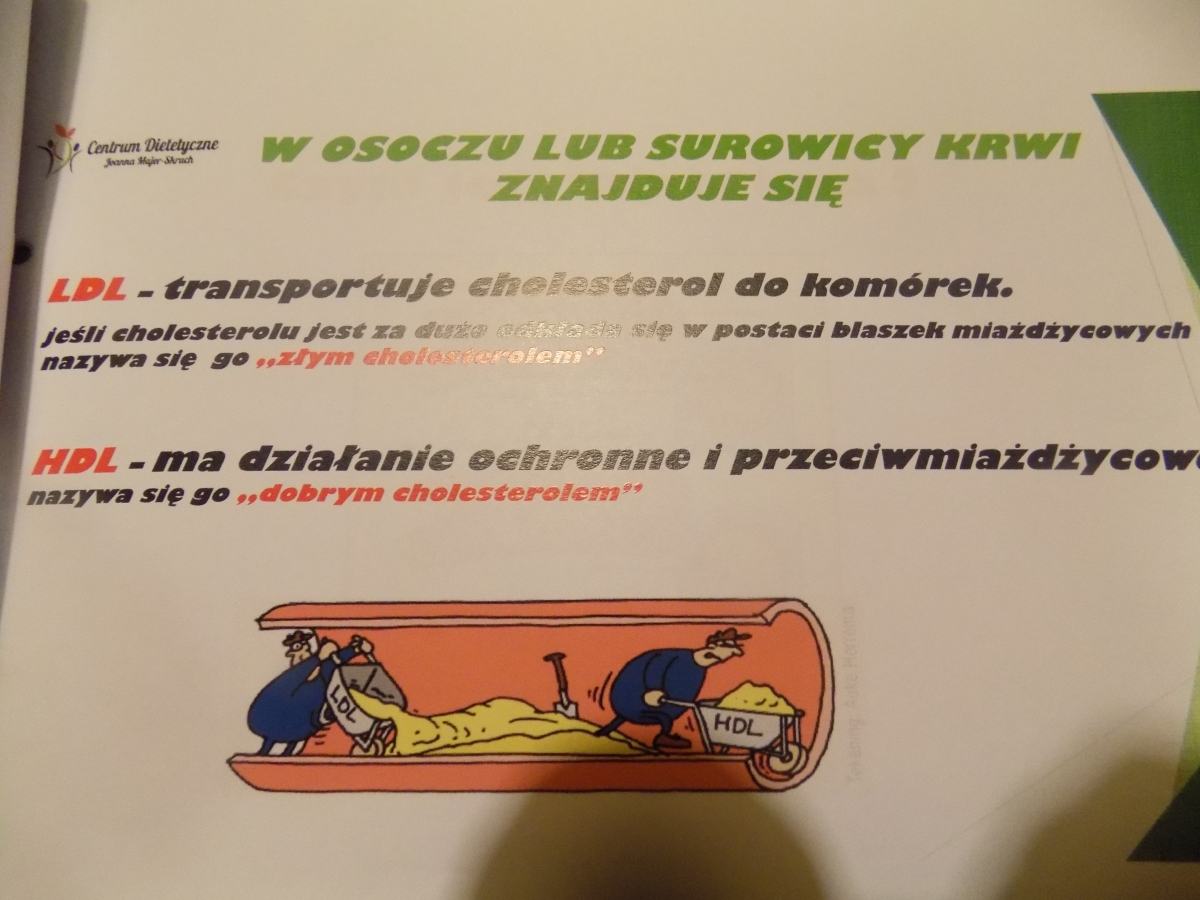 Centrum Dietetyczne
Joanna Majer-Skruch
W OSOCZU LUB SUROWICY KRWI
ZNAJDUJE SIĘ
LDL - transportuje cholesterol do komórek.
jeśli cholesterolu jest za dużo odkłada się w postaci blaszek miażdżycowych
nazywa się go „złym cholesterolem”
HDL - ma działanie ochronne i przeciwmiażdżycowe
nazywa się go „dobrym cholesterolem”
LDL
HDL